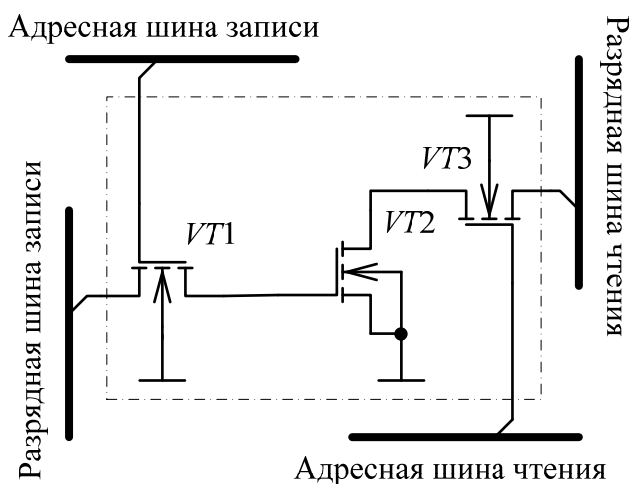 Адресная шина записи
Разрядная шина чтения
VT3
Разрядная шина записи
VT1
VT2
Адресная шина чтения